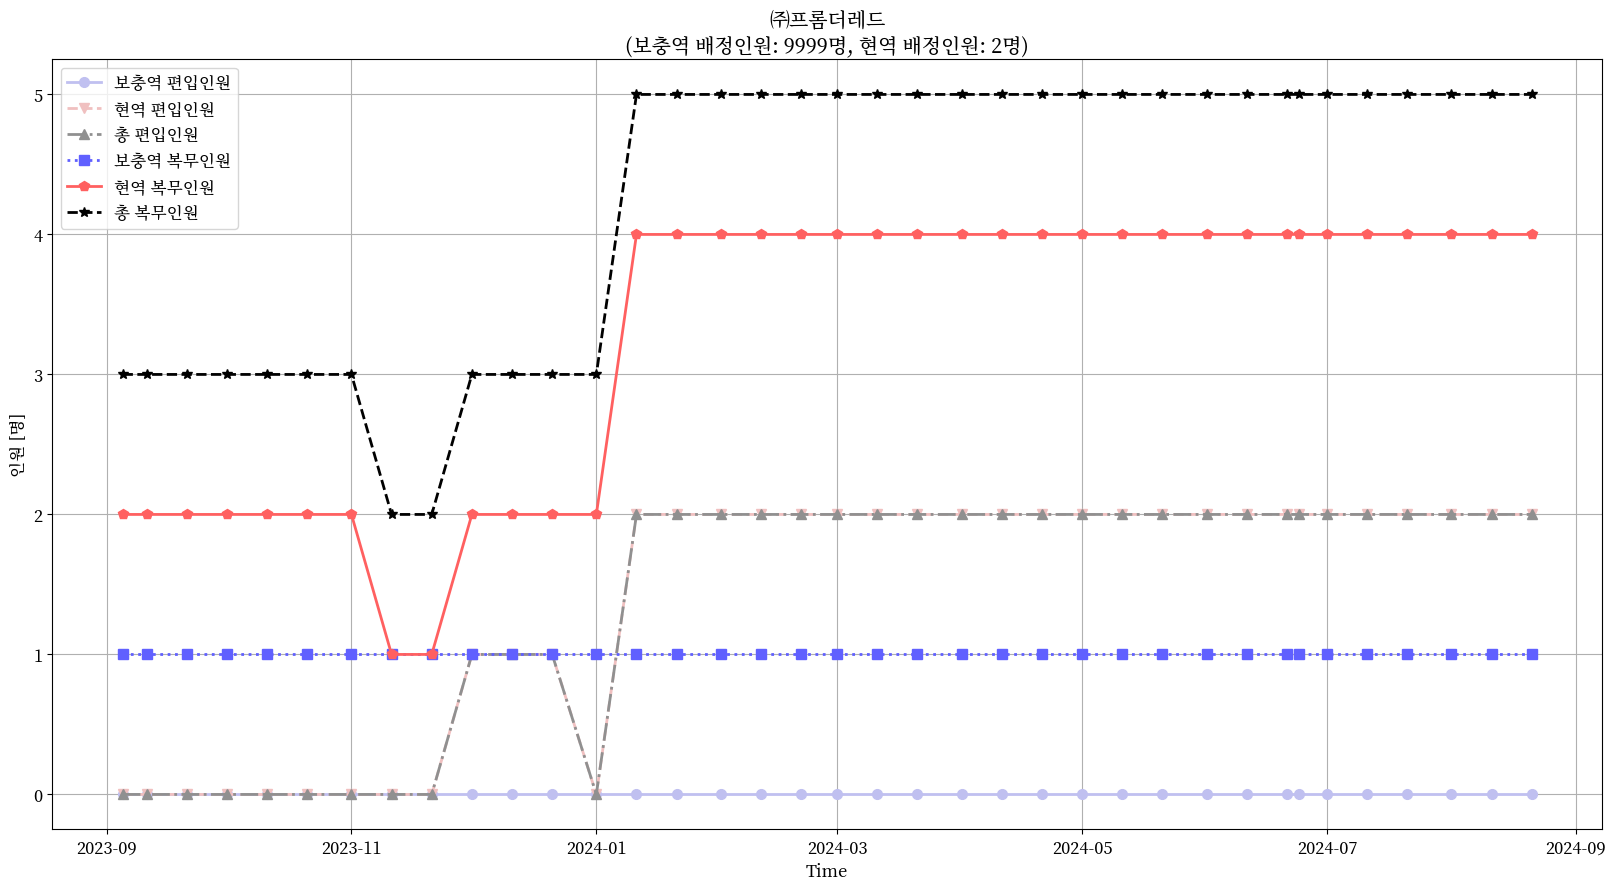 ㈜프롬더레드
(보충역 배정인원: 9999명, 현역 배정인원: 2명)
보충역 편입인원
현역 편입인원
총 편입인원
보충역 복무인원
현역 복무인원
총 복무인원
인원 [명]
5
4
3
2
1
0
2023-09
2023-11
2024-01
2024-03
2024-05
2024-07
2024-09
Time